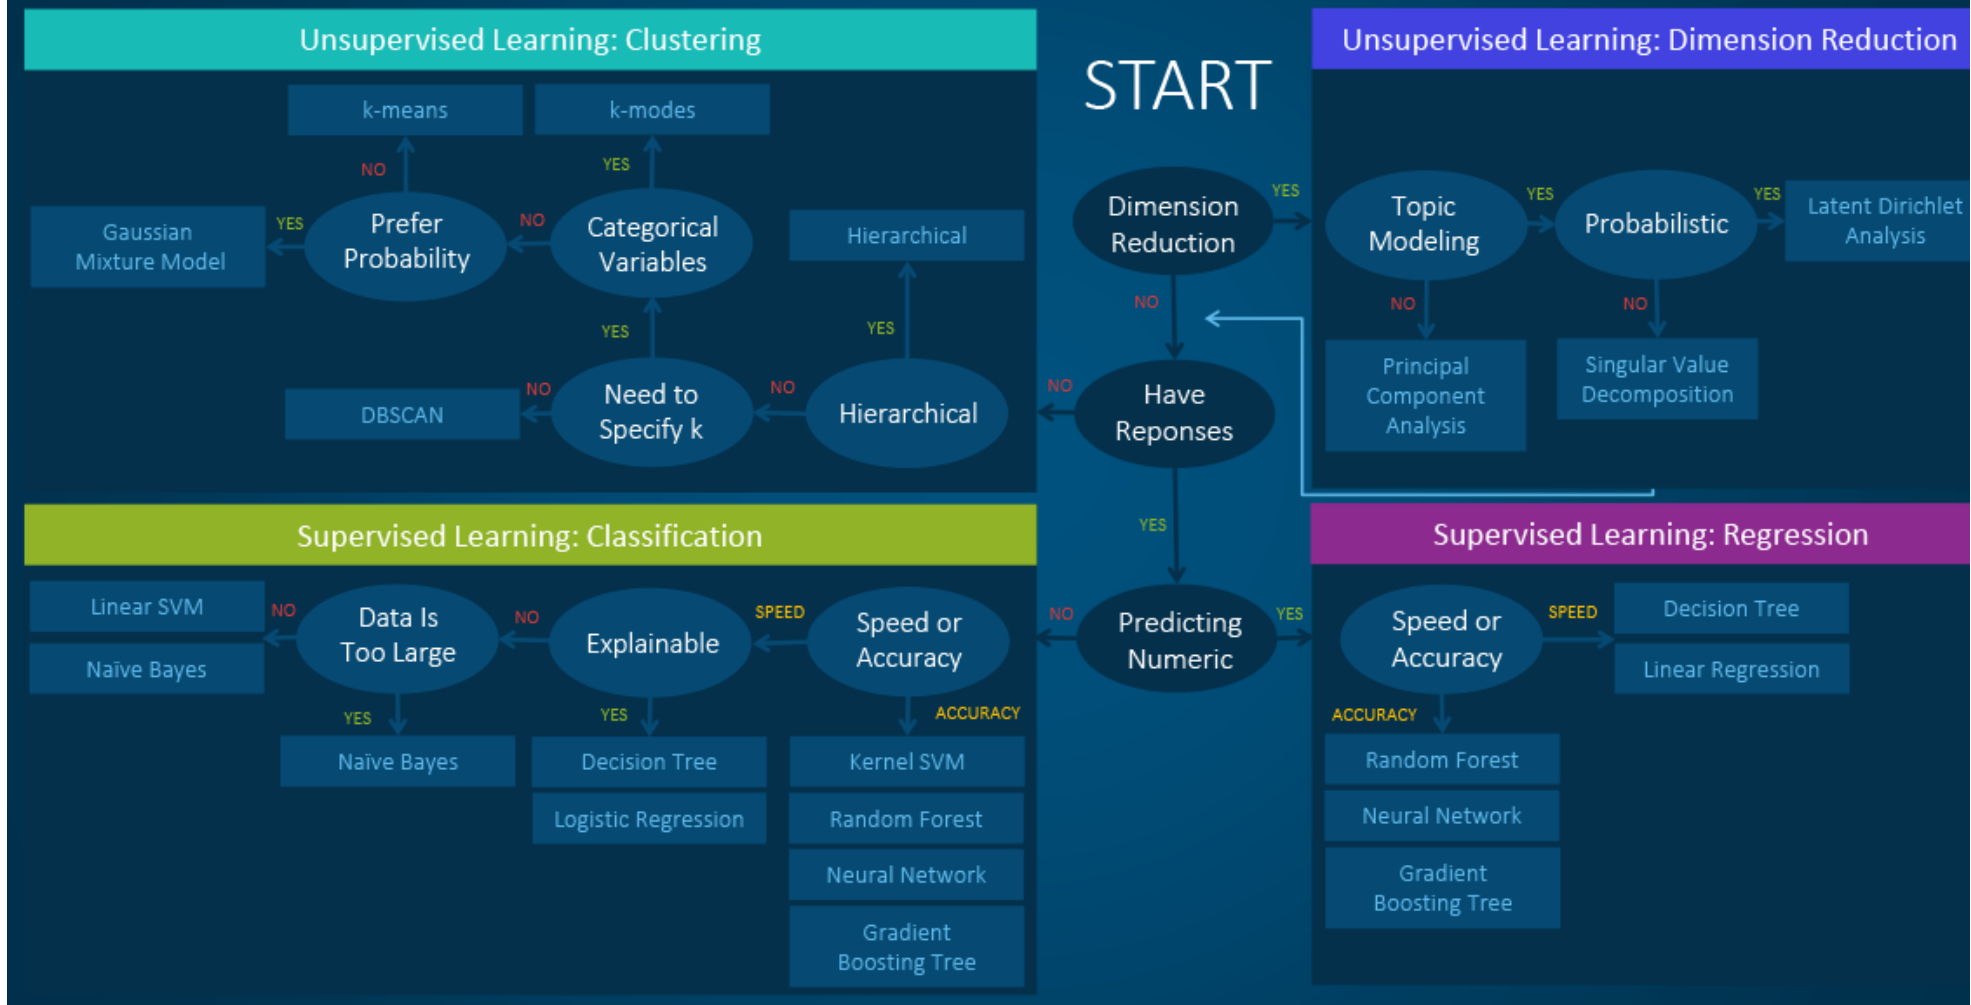 Unsupervised Learning: Clustering
k-means
k-modes
NO
YES
Gaussian
Mixture Model
YES
Prefer
Probability
NO
Categorical
Variables
Hierarchical
YES
YES
DBSCAN
NO
Need to
Specify k
NO
Hierarchical
START
Dimension
Reduction
YES
NO
Have
Reponses
NO
YES
Predicting
Numeric
NO
YES
Unsupervised Learning: Dimension Reduction
Topic
Modeling
YES
Probabilistic
YES
Latent Dirichlet
Analysis
NO
NO
Principal
Component
Analysis
Singular Value
Decomposition
Supervised Learning: Classification
Linear SVM
Naïve Bayes
NO
Data Is
Too Large
NO
Explainable
SPEED
Speed or
Accuracy
YES
YES
ACCURACY
Naïve Bayes
Decision Tree
Logistic Regression
Kernel SVM
Random Forest
Neural Network
Gradient
Boosting Tree
Supervised Learning: Regression
Speed or
Accuracy
SPEED
Decision Tree
Linear Regression
ACCURACY
Random Forest
Neural Network
Gradient
Boosting Tree